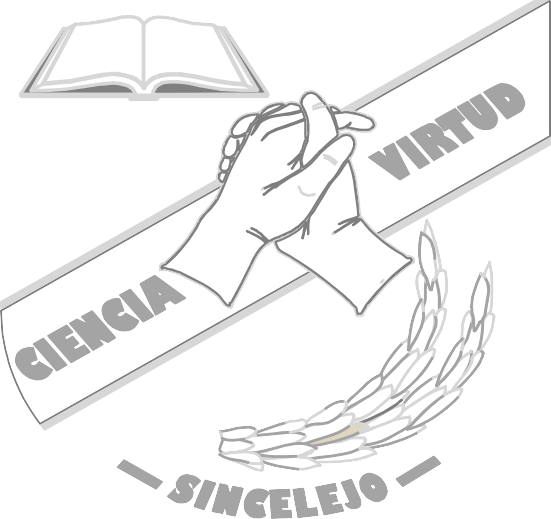 CIENCIA VIRTUD
— SINCELEJO —